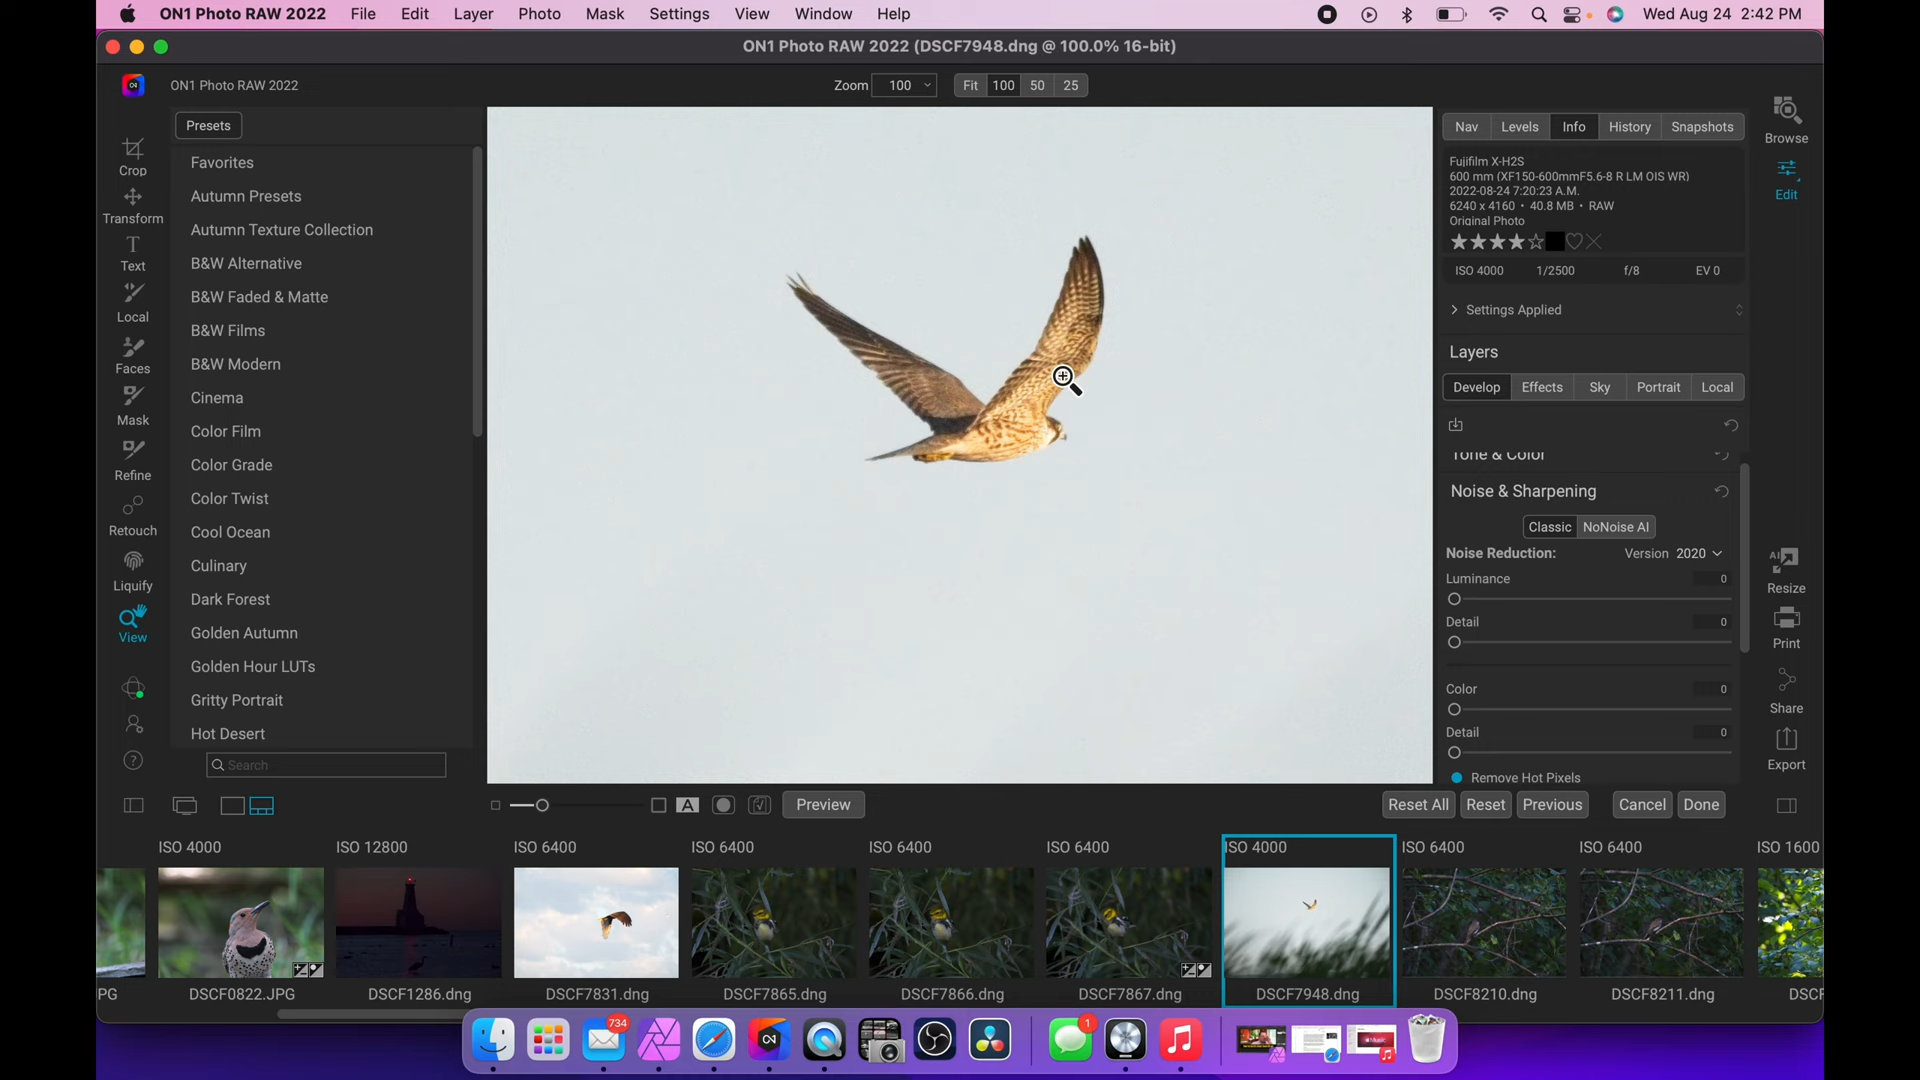 ON1 Photo RAW 2022 File Edit Layer Photo Mask Settings View Window Help Wed Aug 24 2:42 PM
ON1 Photo RAW 2022 (DSCF7948.dng @ 100.0% 16-bit)
ON1 Photo RAW 2022
Zoom 100 Fit 100 50 25
Crop
Transform
Text
Local
Faces
Mask
Refine
Retouch
Liquify
View
Presets
Favorites
Autumn Presets
Autumn Texture Collection
B&W Alternative
B&W Faded & Matte
B&W Films
B&W Modern
Cinema
Color Film
Color Grade
Color Twist
Cool Ocean
Culinary
Dark Forest
Golden Autumn
Golden Hour LUTs
Gritty Portrait
Hot Desert
Search
Nav Levels Info History Snapshots
Fujifilm X-H2S
600 mm (XF150-600mmF5.6-8 R LM OIS WR)
2022-08-24 7:20:23 A.M.
6240 x 4160 • 40.8 MB • RAW
Original Photo
ISO 4000 1/2500 f/8 EV 0
Settings Applied
Layers
Develop Effects Sky Portrait Local
Tone & Color
Noise & Sharpening
Classic NoNoise AI
Noise Reduction: Version 2020
Luminance 0
Detail 0
Color 0
Detail 0
Remove Hot Pixels
Browse
Edit
AI
Resize
Print
Share
Export
A Preview Reset All Reset Previous Cancel Done
ISO 4000 ISO 12800 ISO 6400 ISO 6400 ISO 6400 ISO 6400 ISO 4000 ISO 6400 ISO 6400 ISO 1600
PG DSCF0822.JPG DSCF1286.dng DSCF7831.dng DSCF7865.dng DSCF7866.dng DSCF7867.dng DSCF7948.dng DSCF8210.dng DSCF8211.dng DSCF
734 1